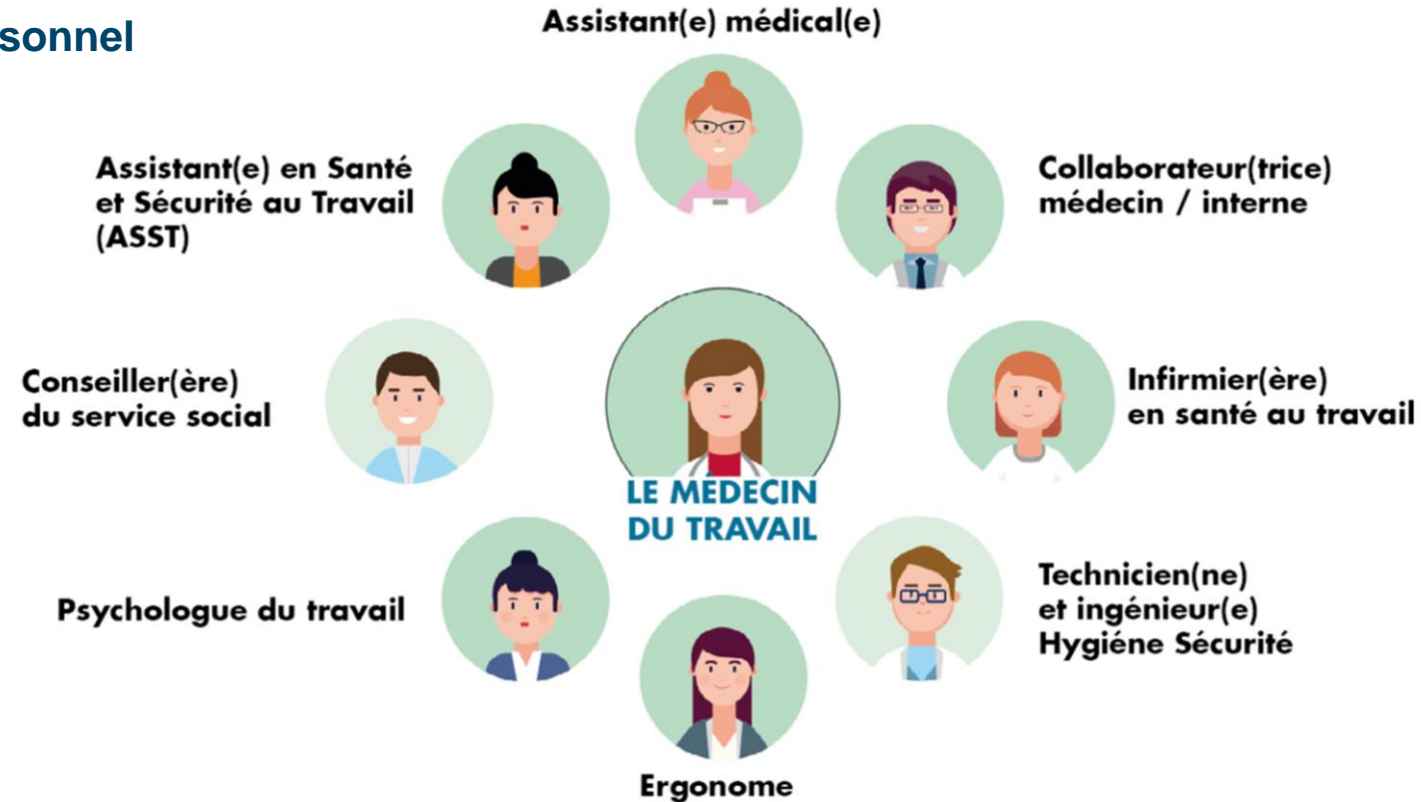 sonnel
Assistant(e) médical(e)
Assistant(e) en Santé
et Sécurité au Travail
(ASST)
Collaborateur(trice)
médecin / interne
Conseiller(ère)
du service social
Infirmier(ère)
en santé au travail
LE MÉDECIN
DU TRAVAIL
Psychologue du travail
Technicien(ne)
et ingénieur(e)
Hygiéne Sécurité
Ergonome